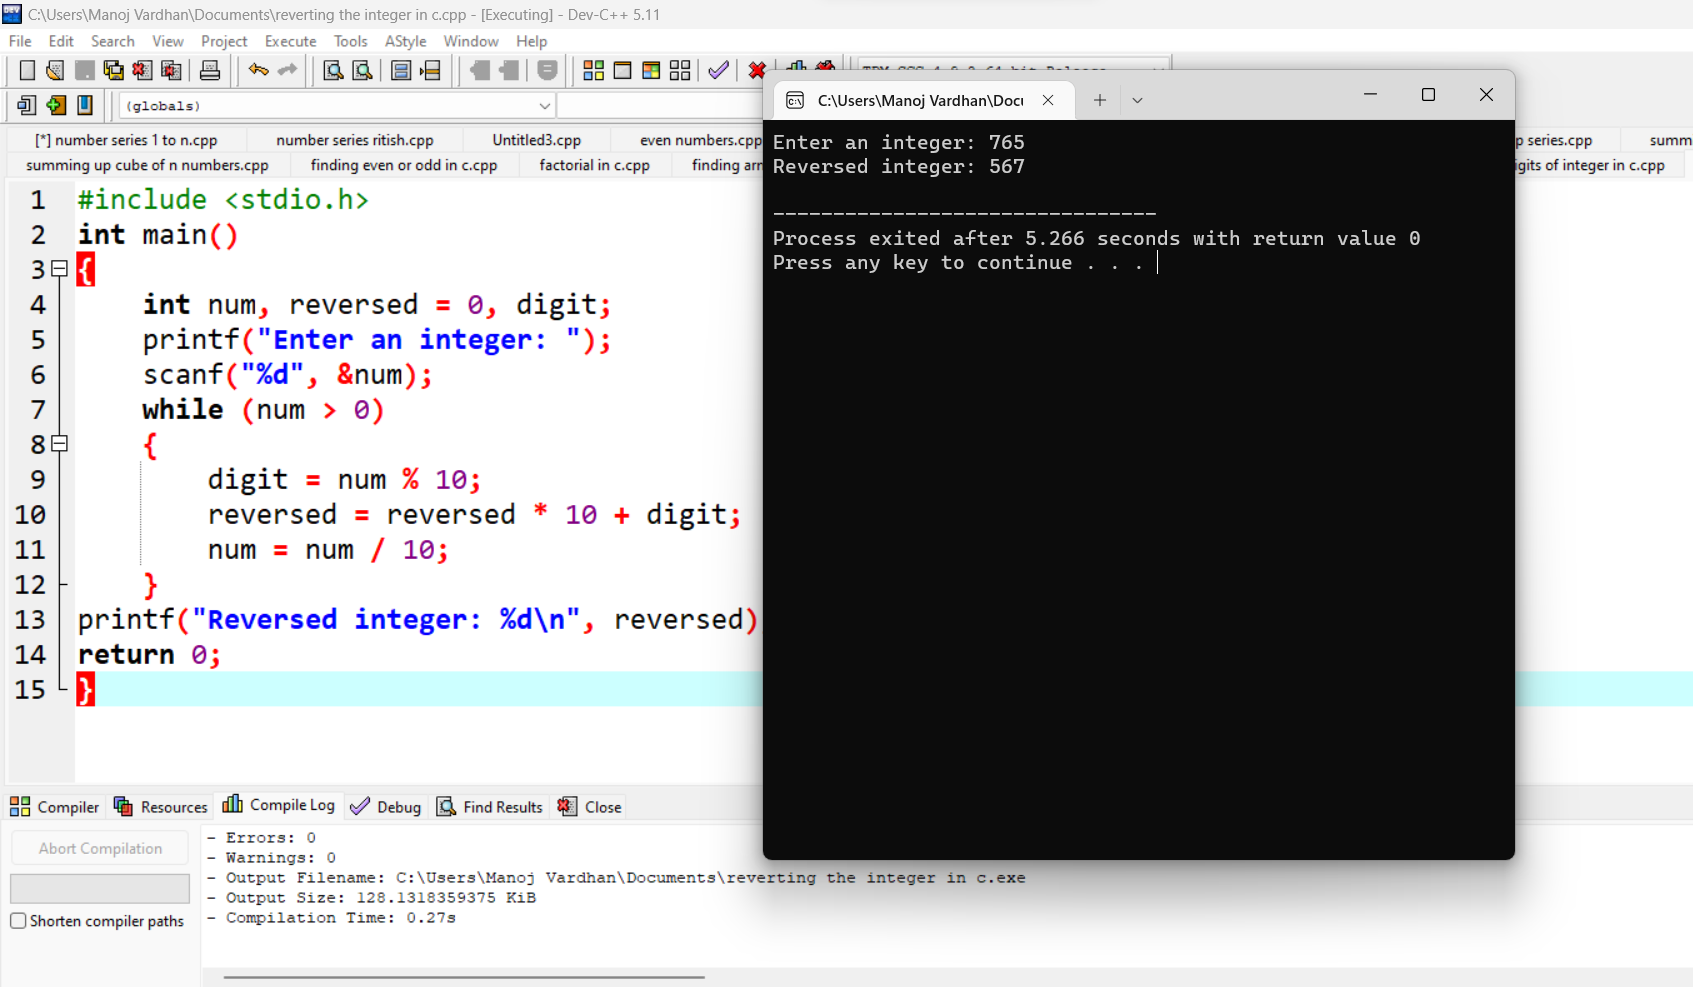 C:\Users\Manoj Vardhan\Documents\reverting the integer in c.cpp - [Executing] - Dev-C++ 5.11
File Edit Search View Project Execute Tools AStyle Window Help
(globals)
[*] number series 1 to n.cpp number series ritish.cpp Untitled3.cpp even numbers.cpp p series.cpp summ
summing up cube of n numbers.cpp finding even or odd in c.cpp factorial in c.cpp finding arm igits of integer in c.cpp
1 #include <stdio.h>
2 int main()
3 {
4 int num, reversed = 0, digit;
5 printf("Enter an integer: ");
6 scanf("%d", &num);
7 while (num > 0)
8 {
9 digit = num % 10;
10 reversed = reversed * 10 + digit;
11 num = num / 10;
12 }
13 printf("Reversed integer: %d\n", reversed)
14 return 0;
15 }
C:\Users\Manoj Vardhan\Docu
Enter an integer: 765
Reversed integer: 567
--------------------------------
Process exited after 5.266 seconds with return value 0
Press any key to continue . . .
Compiler Resources Compile Log Debug Find Results Close
Abort Compilation
Shorten compiler paths
- Errors: 0
- Warnings: 0
- Output Filename: C:\Users\Manoj Vardhan\Documents\reverting the integer in c.exe
- Output Size: 128.1318359375 KiB
- Compilation Time: 0.27s